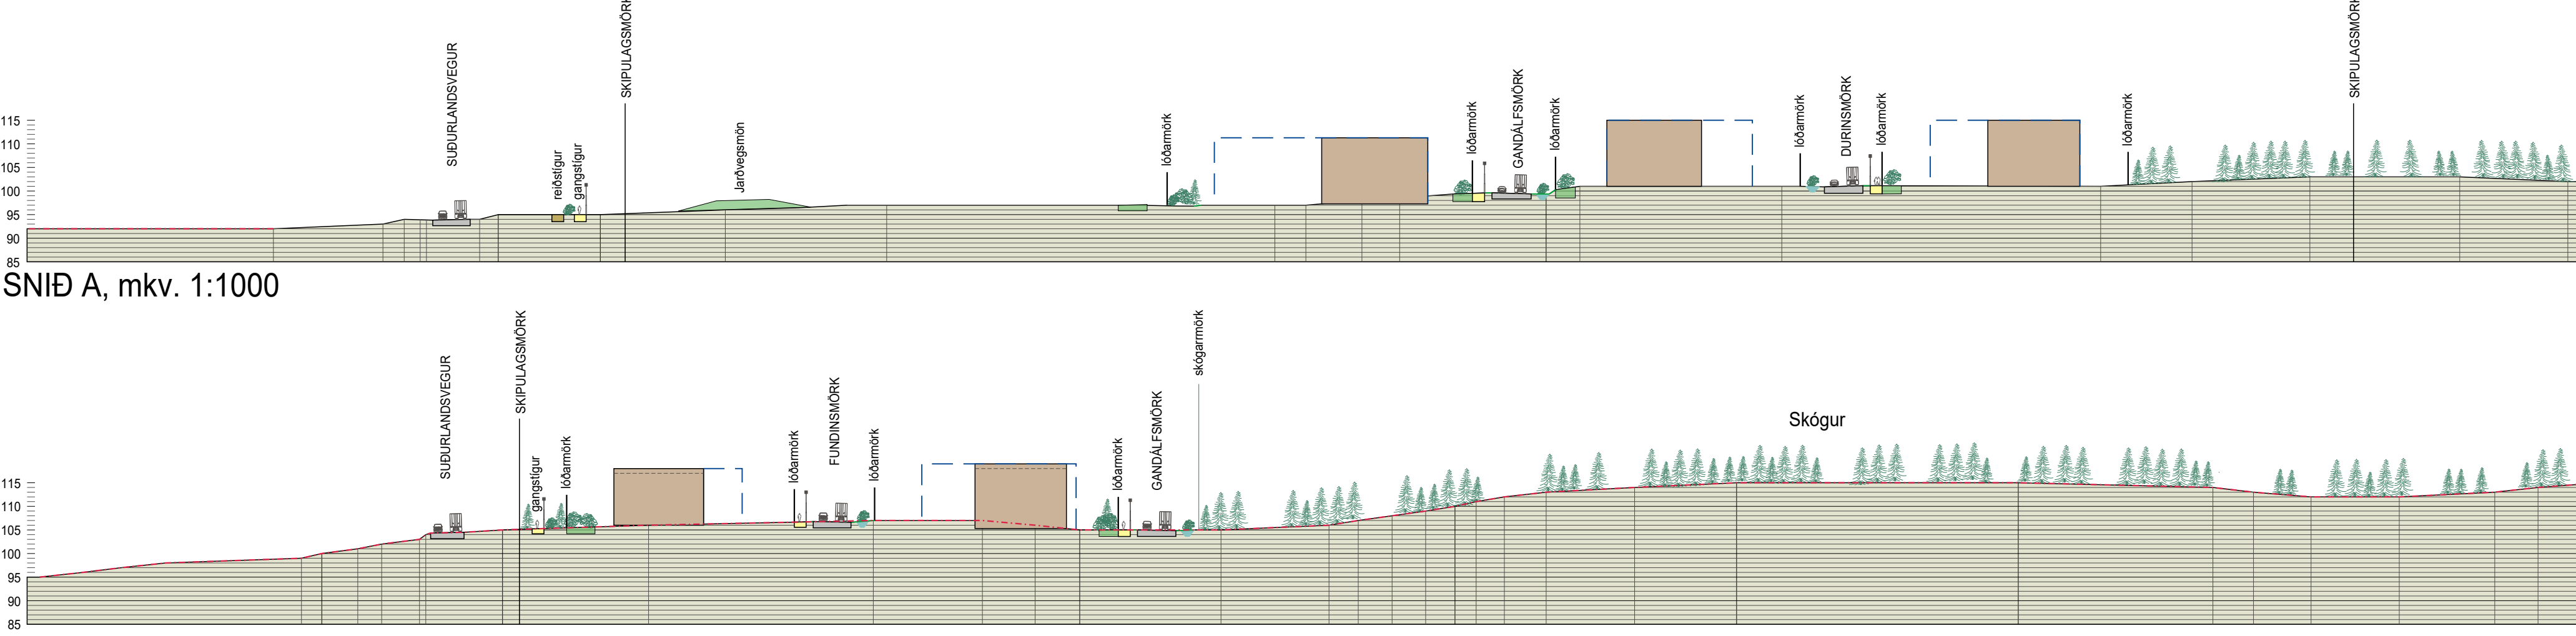 SUÐURLANDSVEGUR
reiðstígur
gangstígur
SKIPULAGSMÖRK
Jarðvegsmön
lóðarmörk
lóðarmörk
GANDÁLFSMÖRK
lóðarmörk
lóðarmörk
DURINSMÖRK
lóðarmörk
lóðarmörk
SKIPULAGSMÖRK
115
110
105
100
95
90
85
SNIÐ A, mkv. 1:1000
SUÐURLANDSVEGUR
SKIPULAGSMÖRK
gangstígur
lóðarmörk
lóðarmörk
FUNDINSMÖRK
lóðarmörk
lóðarmörk
GANDÁLFSMÖRK
skógarmörk
Skógur
115
110
105
100
95
90
85